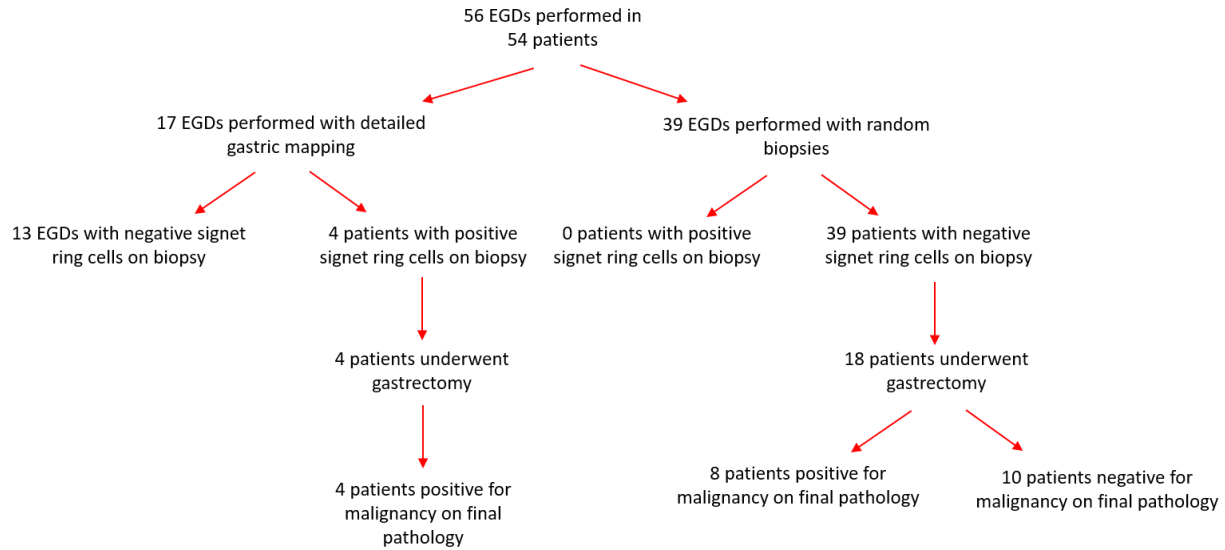 56 EGDs performed in
54 patients
17 EGDs performed with detailed
gastric mapping
39 EGDs performed with random
biopsies
13 EGDs with negative signet
ring cells on biopsy
4 patients with positive
signet ring cells on biopsy
0 patients with positive
signet ring cells on biopsy
39 patients with negative
signet ring cells on biopsy
4 patients underwent
gastrectomy
18 patients underwent
gastrectomy
4 patients positive for
malignancy on final
pathology
8 patients positive for
malignancy on final pathology
10 patients negative for
malignancy on final pathology